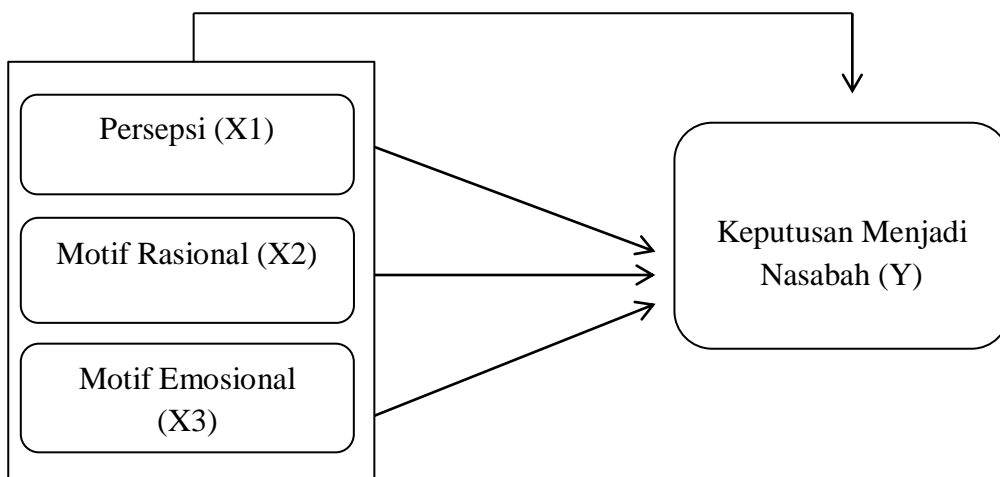 Persepsi (X1)
Motif Rasional (X2)
Motif Emosional
(X3)
Keputusan Menjadi
Nasabah (Y)